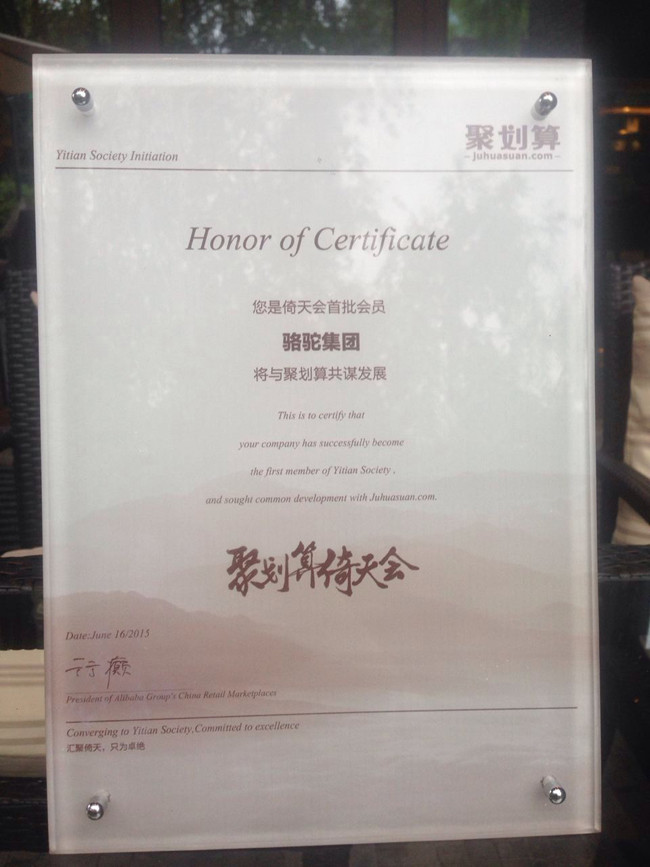 聚划算
Yitian Society Initiation
juhuasuan.com
Honor of Certificate
您是倚天会首批会员
骆驼集团
将与聚划算共谋发展
This is to certify that
your company has successfully become
the first member of Yitian Society ,
and sought common development with Juhuasuan.com.
聚划算倚天会
Date:June 16/2015
President of Alibaba Group's China Retail Marketplaces
Converging to Yitian Society,Committed to excellence
汇聚倚天，只为卓绝